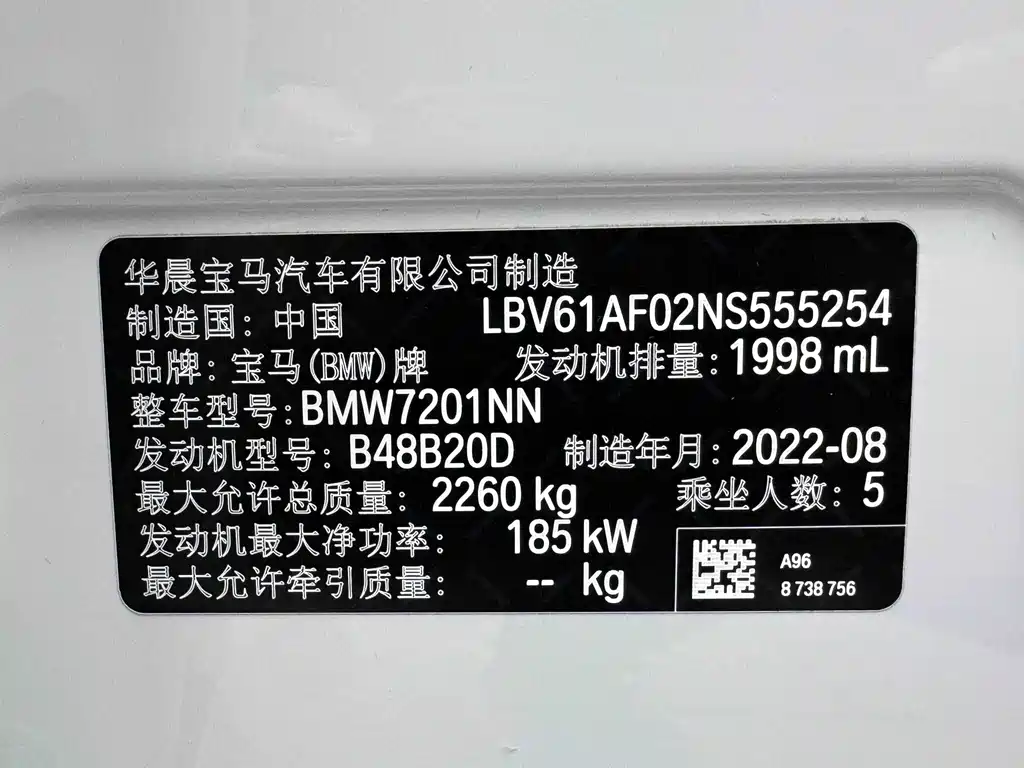 华晨宝马汽车有限公司制造
制造国: 中国 LBV61AF02NS555254
品牌: 宝马(BMW)牌 发动机排量: 1998 mL
整车型号: BMW7201NN
发动机型号: B48B20D 制造年月: 2022-08
最大允许总质量: 2260 kg 乘坐人数: 5
发动机最大净功率: 185 kW
最大允许牵引质量: -- kg
A96
8 738 756